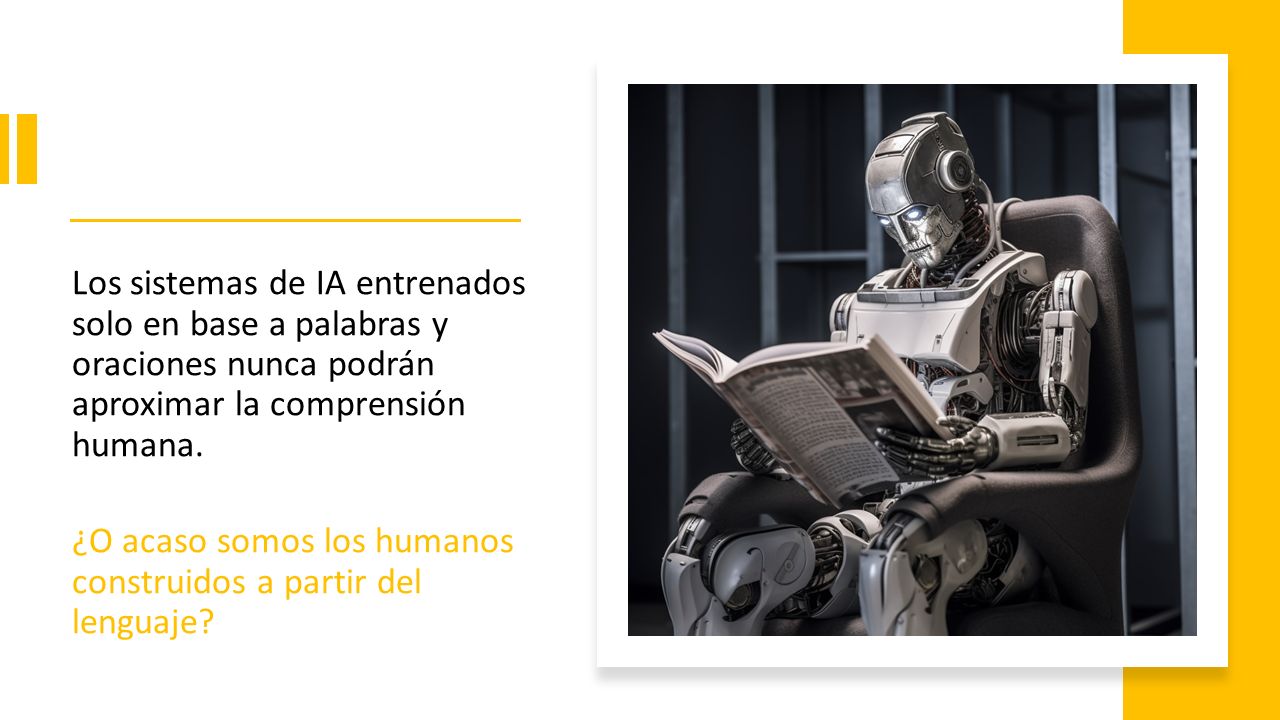 Los sistemas de IA entrenados
solo en base a palabras y
oraciones nunca podrán
aproximar la comprensión
humana.
¿O acaso somos los humanos
construidos a partir del
lenguaje?